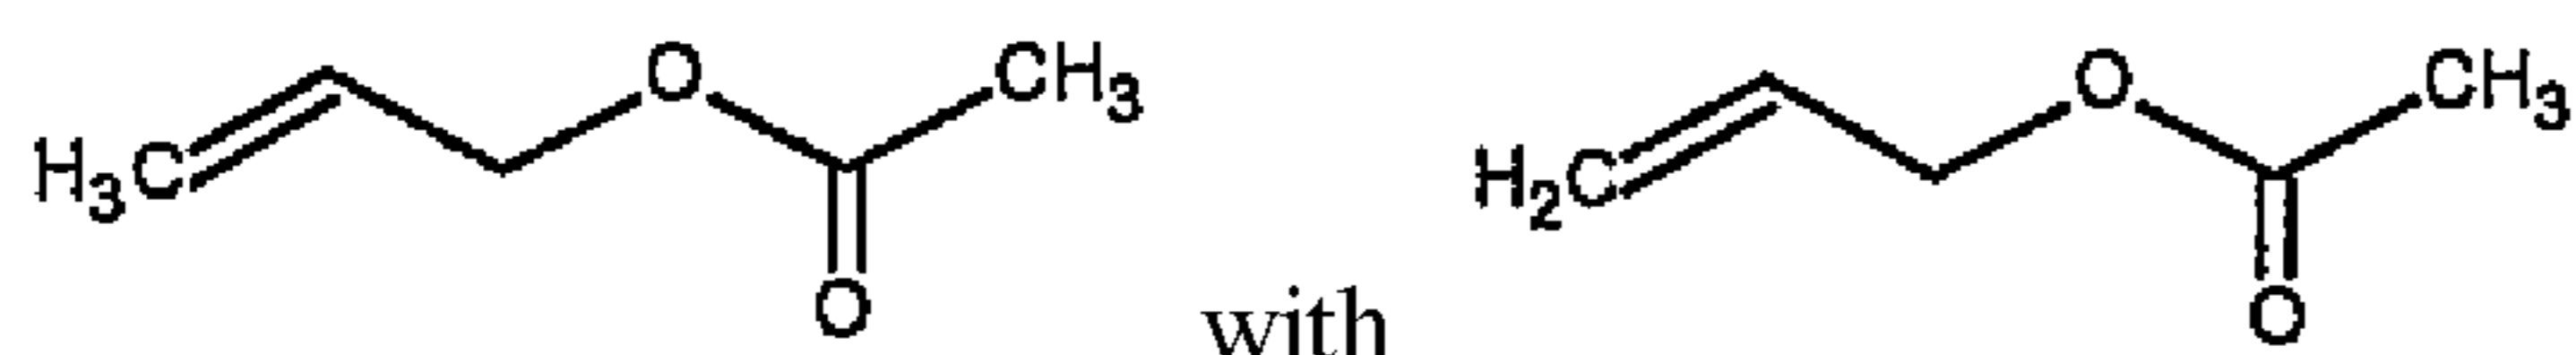 H3C O CH3 O with H2C O CH3 O